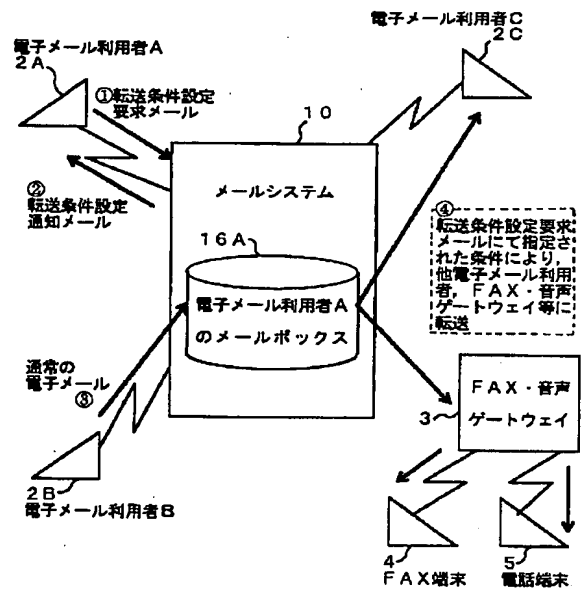 電子メール利用者A
2A
①転送条件設定
要求メール
②
転送条件設定
通知メール
10
メールシステム
16A
電子メール利用者A
のメールボックス
通常の
電子メール
③
2B
電子メール利用者B
電子メール利用者C
2C
④
転送条件設定要求
メールにて指定さ
れた条件により,
他電子メール利用
者, FAX・音声
ゲートウェイ等に
転送
FAX・音声
ゲートウェイ
3
4
FAX端末
5
電話端末